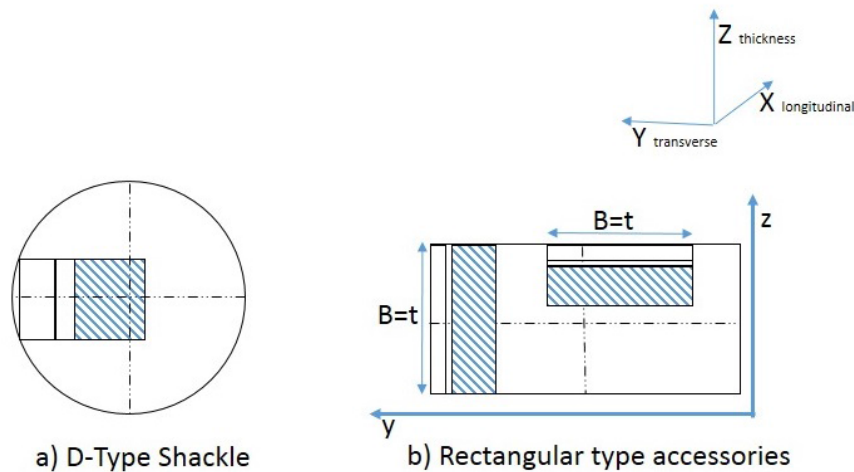 Z thickness
X longitudinal
Y transverse
B=t
z
B=t
y
a) D-Type Shackle
b) Rectangular type accessories